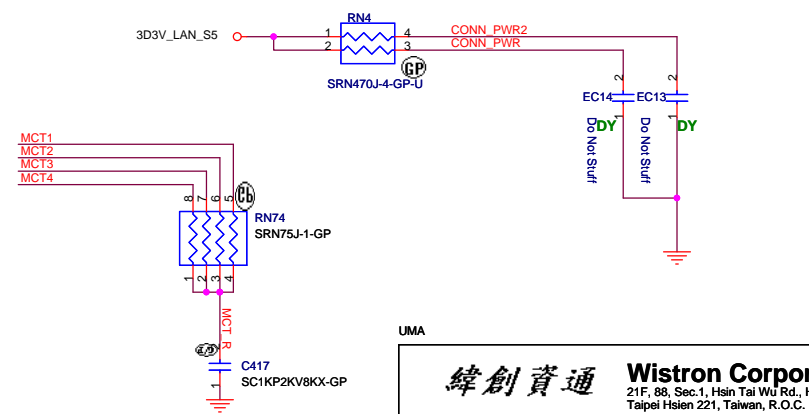 RN4
3D3V_LAN_S5
1
2
4
3
CONN_PWR2
CONN_PWR
GP
SRN470J-4-GP-U
2
2
EC14
EC13
1
1
DY
DY
Do Not Stuff
Do Not Stuff
MCT1
MCT2
MCT3
MCT4
8
7
6
5
RN74
SRN75J-1-GP
1
2
3
4
MCT_R
C417
SC1KP2KV8KX-GP
1
UMA
緯創資通
Wistron Corpor
21F, 88, Sec.1, Hsin Tai Wu Rd., H
Taipei Hsien 221, Taiwan, R.O.C.